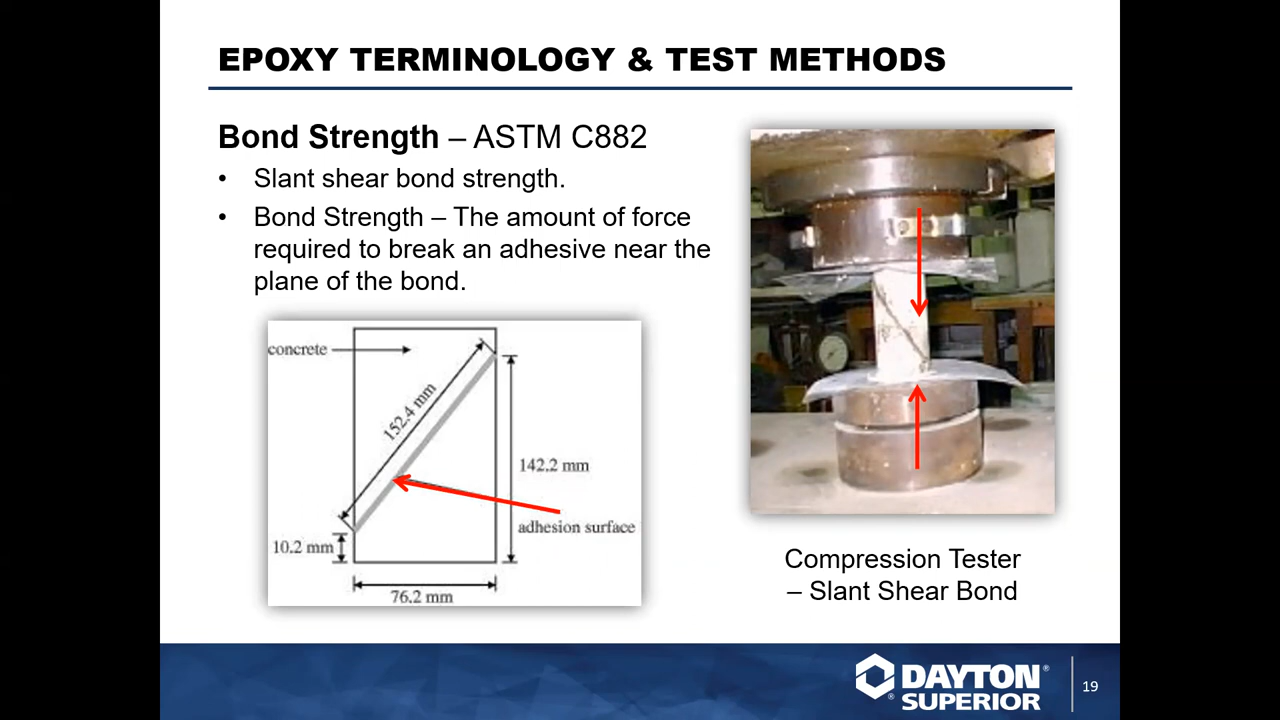 EPOXY TERMINOLOGY & TEST METHODS
Bond Strength – ASTM C882
• Slant shear bond strength.
• Bond Strength – The amount of force
required to break an adhesive near the
plane of the bond.
concrete
152.4 mm
142.2 mm
adhesion surface
10.2 mm
76.2 mm
Compression Tester
– Slant Shear Bond
DAYTON®
®SUPERIOR
19